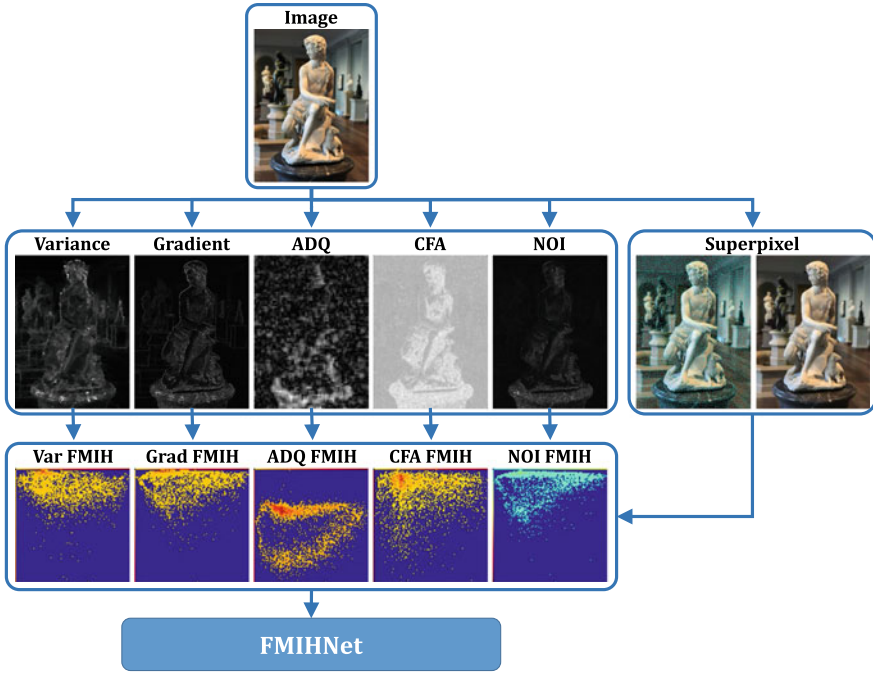 Image
Variance Gradient ADQ CFA NOI Superpixel
Var FMIH Grad FMIH ADQ FMIH CFA FMIH NOI FMIH
FMIHNet